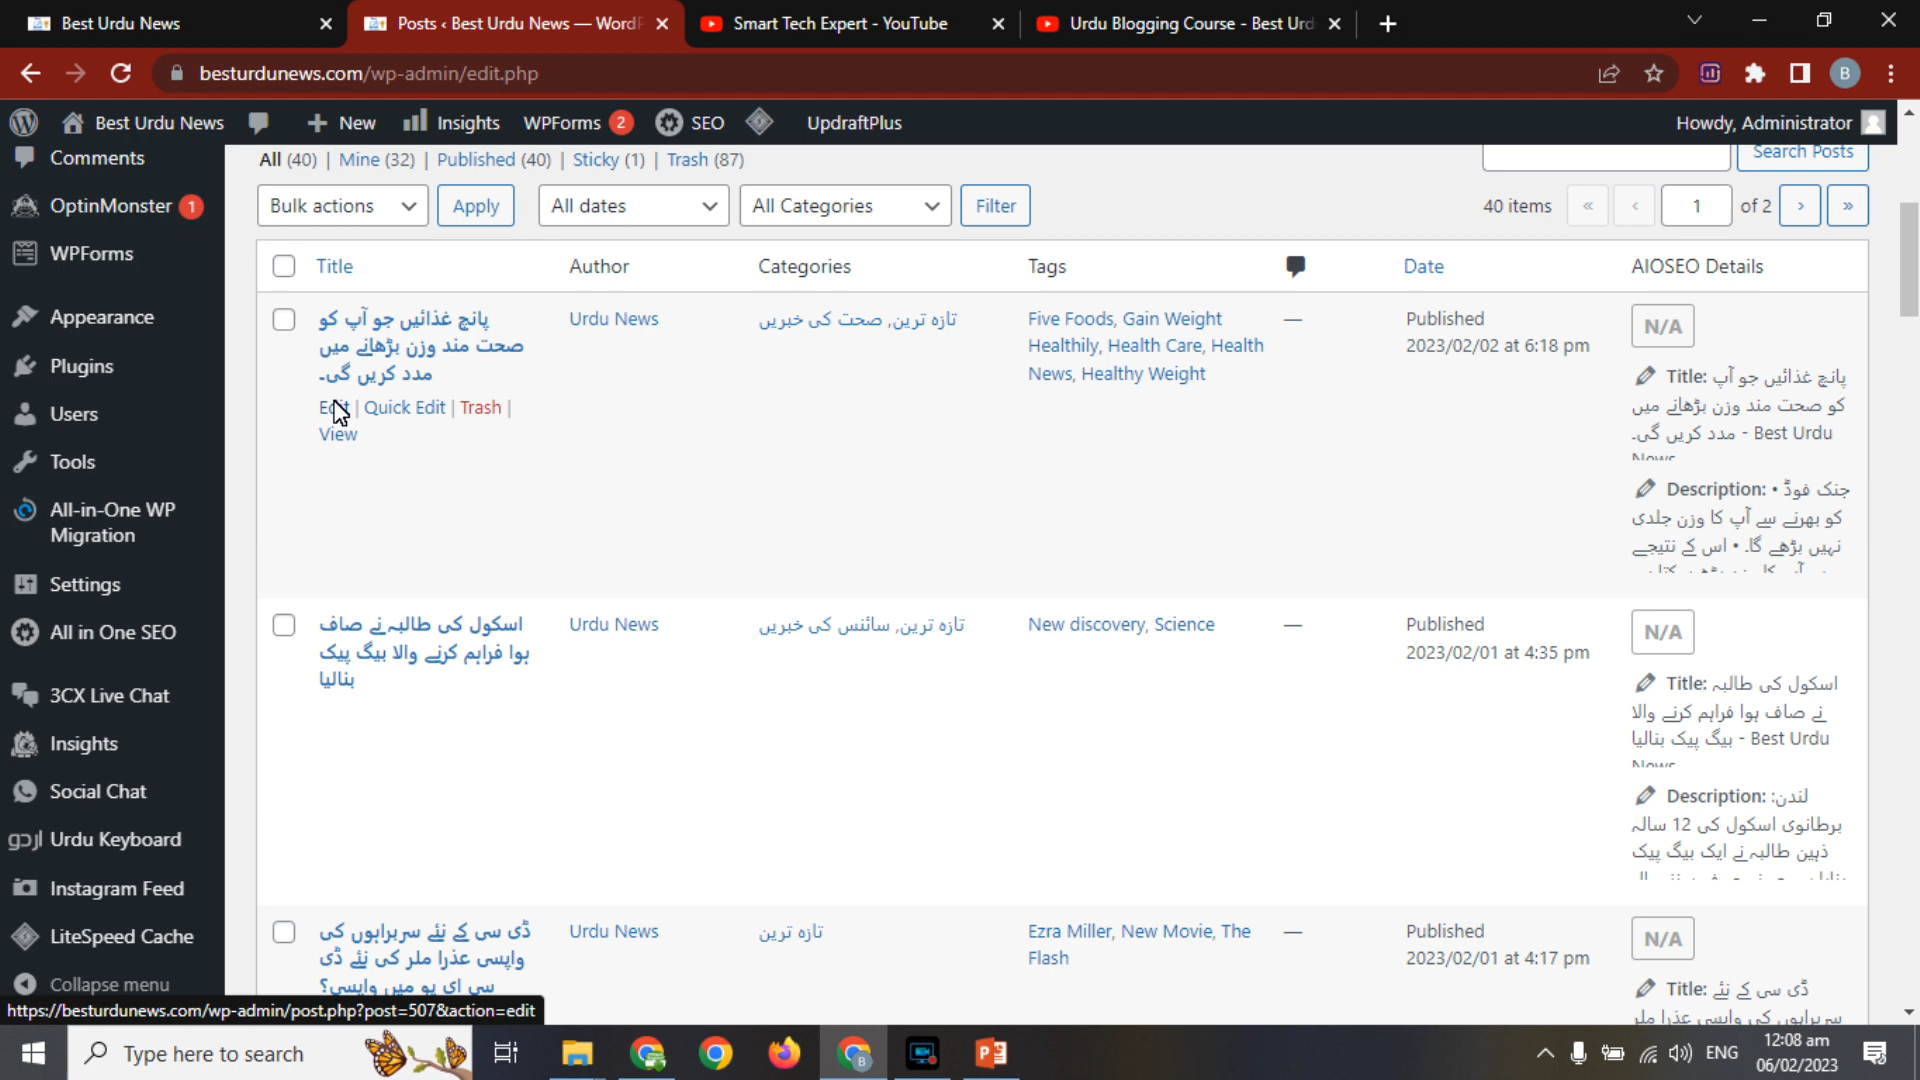 Best Urdu News
Posts ‹ Best Urdu News — WordP
Smart Tech Expert - YouTube
Urdu Blogging Course - Best Urd
besturdunews.com/wp-admin/edit.php
B
Best Urdu News
New
Insights
WPForms 2
SEO
UpdraftPlus
Howdy, Administrator
Comments
OptinMonster 1
WPForms
Appearance
Plugins
Users
Tools
All-in-One WP
Migration
Settings
All in One SEO
3CX Live Chat
Insights
Social Chat
اردو Urdu Keyboard
Instagram Feed
LiteSpeed Cache
Collapse menu
All (40) | Mine (32) | Published (40) | Sticky (1) | Trash (87)
Search Posts
Bulk actions
Apply
All dates
All Categories
Filter
40 items « ‹ 1 of 2 › »
Title
Author
Categories
Tags
Date
AIOSEO Details
پانچ غذائیں جو آپ کو
صحت مند وزن بڑھانے میں
مدد کریں گی۔
Edit | Quick Edit | Trash |
View
Urdu News
تازہ ترین, صحت کی خبریں
Five Foods, Gain Weight
Healthily, Health Care, Health
News, Healthy Weight
—
Published
2023/02/02 at 6:18 pm
N/A
Title: پانچ غذائیں جو آپ
کو صحت مند وزن بڑھانے میں
مدد کریں گی۔ - Best Urdu
News
Description: • جنک فوڈ
کو بھرنے سے آپ کا وزن جلدی
نہیں بڑھے گا۔ • اس کے نتیجے
اسکول کی طالبہ نے صاف
ہوا فراہم کرنے والا بیگ پیک
بنالیا
Urdu News
تازہ ترین, سائنس کی خبریں
New discovery, Science
—
Published
2023/02/01 at 4:35 pm
N/A
Title: اسکول کی طالبہ
نے صاف ہوا فراہم کرنے والا
بیگ پیک بنالیا - Best Urdu
News
Description: لندن:
برطانوی اسکول کی 12 سالہ
ذہین طالبہ نے ایک بیگ پیک
ڈی سی کے نئے سربراہوں کی
واپسی عذرا ملر کی نئے ڈی
سی ای یو میں واپسی؟
Urdu News
تازہ ترین
Ezra Miller, New Movie, The
Flash
—
Published
2023/02/01 at 4:17 pm
N/A
Title: ڈی سی کے نئے
سربراہوں کی واپسی عذرا ملر
https://besturdunews.com/wp-admin/post.php?post=507&action=edit
Type here to search
ENG
12:08 am
06/02/2023